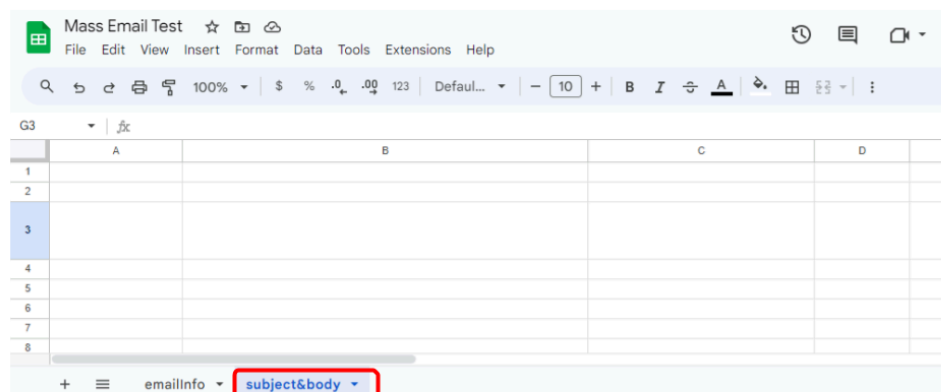 Mass Email Test
File Edit View Insert Format Data Tools Extensions Help
100% $ % .0 .00 123 Defaul... − 10 + B I A
G3 fx
A B C D
1
2
3
4
5
6
7
8
+ emailInfo subject&body